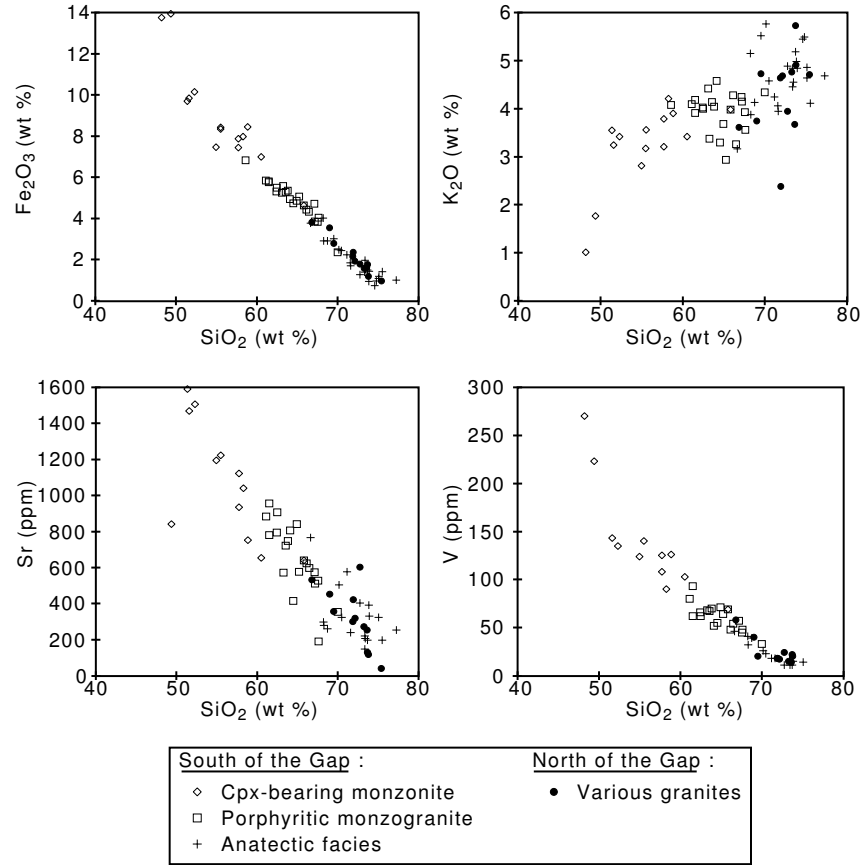 14
12
10
8
6
4
2
0
Fe2O3 (wt %)
40 50 60 70 80
SiO2 (wt %)
6
5
4
3
2
1
0
K2O (wt %)
40 50 60 70 80
SiO2 (wt %)
1600
1400
1200
1000
800
600
400
200
0
Sr (ppm)
40 50 60 70 80
SiO2 (wt %)
300
250
200
150
100
50
0
V (ppm)
40 50 60 70 80
SiO2 (wt %)
South of the Gap :
Cpx-bearing monzonite
Porphyritic monzogranite
Anatectic facies
North of the Gap :
Various granites